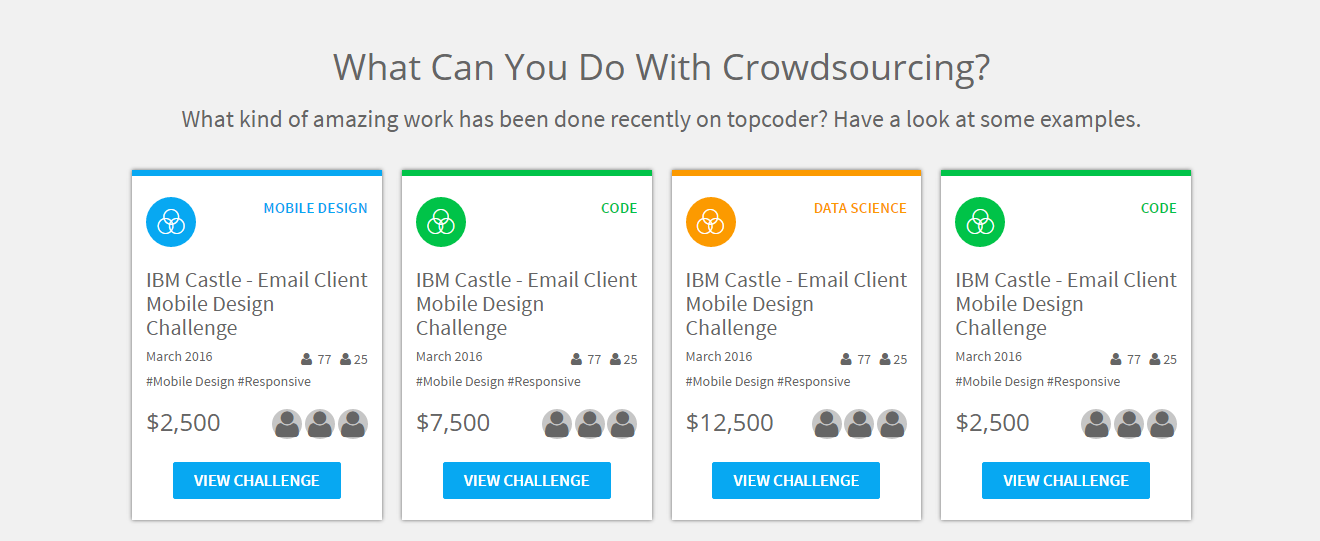 What Can You Do With Crowdsourcing?
What kind of amazing work has been done recently on topcoder? Have a look at some examples.
MOBILE DESIGN
IBM Castle - Email Client
Mobile Design
Challenge
March 2016 77 25
#Mobile Design #Responsive
$2,500
VIEW CHALLENGE
CODE
IBM Castle - Email Client
Mobile Design
Challenge
March 2016 77 25
#Mobile Design #Responsive
$7,500
VIEW CHALLENGE
DATA SCIENCE
IBM Castle - Email Client
Mobile Design
Challenge
March 2016 77 25
#Mobile Design #Responsive
$12,500
VIEW CHALLENGE
CODE
IBM Castle - Email Client
Mobile Design
Challenge
March 2016 77 25
#Mobile Design #Responsive
$2,500
VIEW CHALLENGE